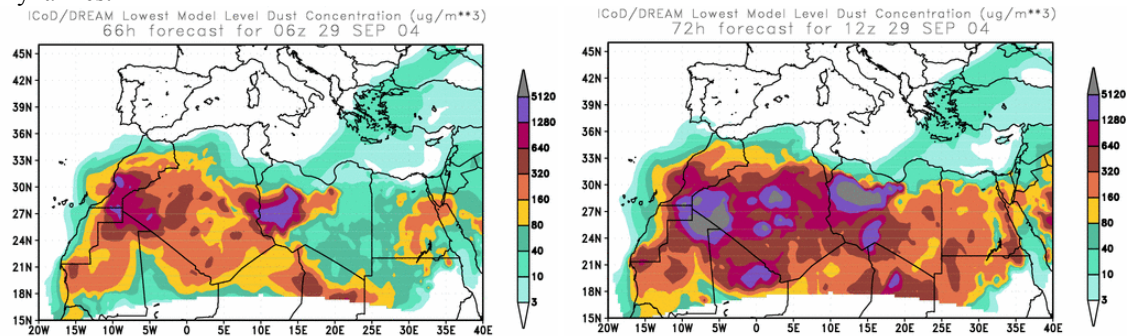 ICoD/DREAM Lowest Model Level Dust Concentration (ug/m**3)
66h forecast for 06z 29 SEP 04
45N
42N
39N
36N
33N
30N
27N
24N
21N
18N
15N
20W 15W 10W 5W 0 5E 10E 15E 20E 25E 30E 35E 40E
5120
1280
640
320
160
80
40
10
3
ICoD/DREAM Lowest Model Level Dust Concentration (ug/m**3)
72h forecast for 12z 29 SEP 04
45N
42N
39N
36N
33N
30N
27N
24N
21N
18N
15N
20W 15W 10W 5W 0 5E 10E 15E 20E 25E 30E 35E 40E
5120
1280
640
320
160
80
40
10
3